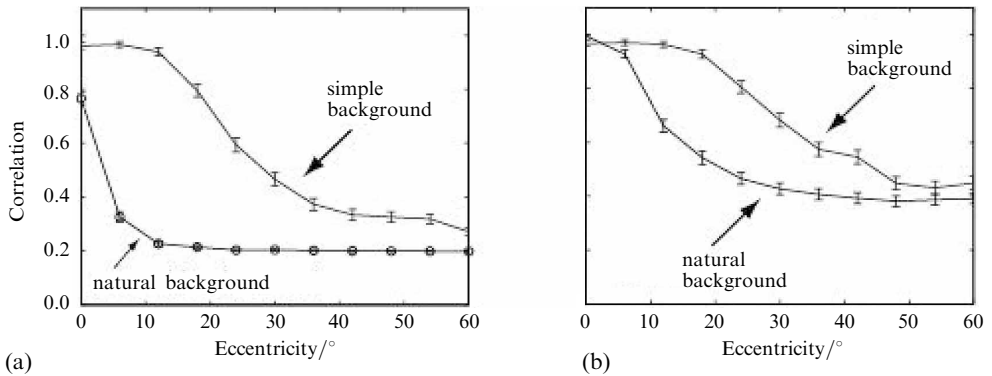 1.0
0.8
0.6
0.4
0.2
0.0
Correlation
simple
background
natural background
0 10 20 30 40 50 60
Eccentricity/°
(a)
simple
background
natural
background
0 10 20 30 40 50 60
Eccentricity/°
(b)